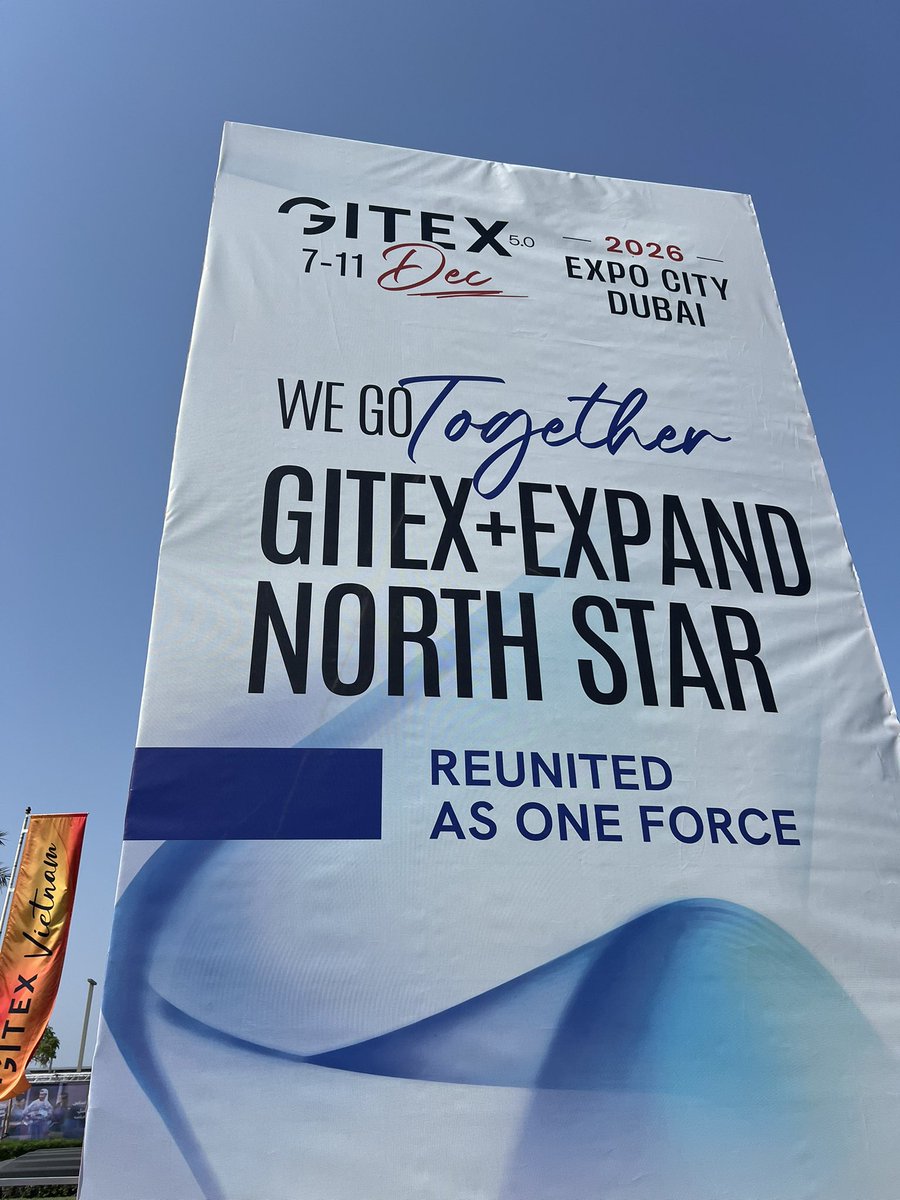 GITEX 5.0
7-11 Dec
— 2026 —
EXPO CITY
DUBAI
WE GO Together
GITEX+EXPAND
NORTH STAR
REUNITED
AS ONE FORCE
GITEX Vietnam